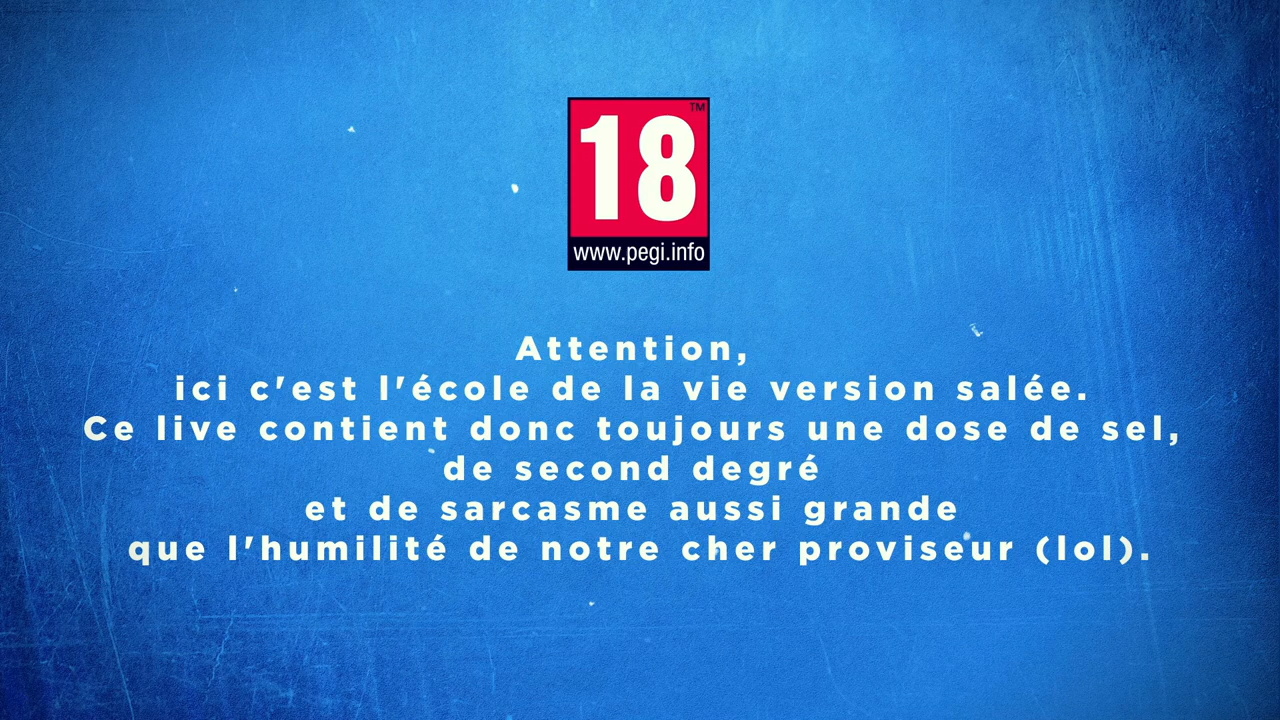 TM
18
www.pegi.info
Attention,
ici c'est l'école de la vie version salée.
Ce live contient donc toujours une dose de sel,
de second degré
et de sarcasme aussi grande
que l'humilité de notre cher proviseur (lol).